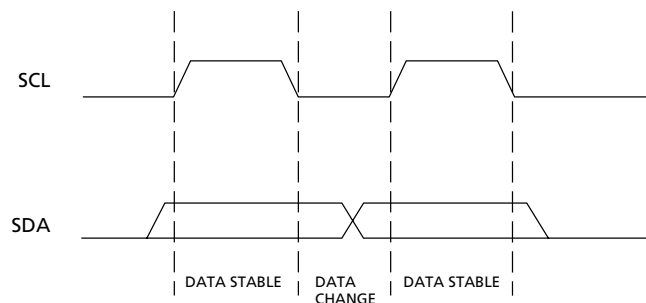 SCL
SDA
DATA STABLE
DATA
CHANGE
DATA STABLE